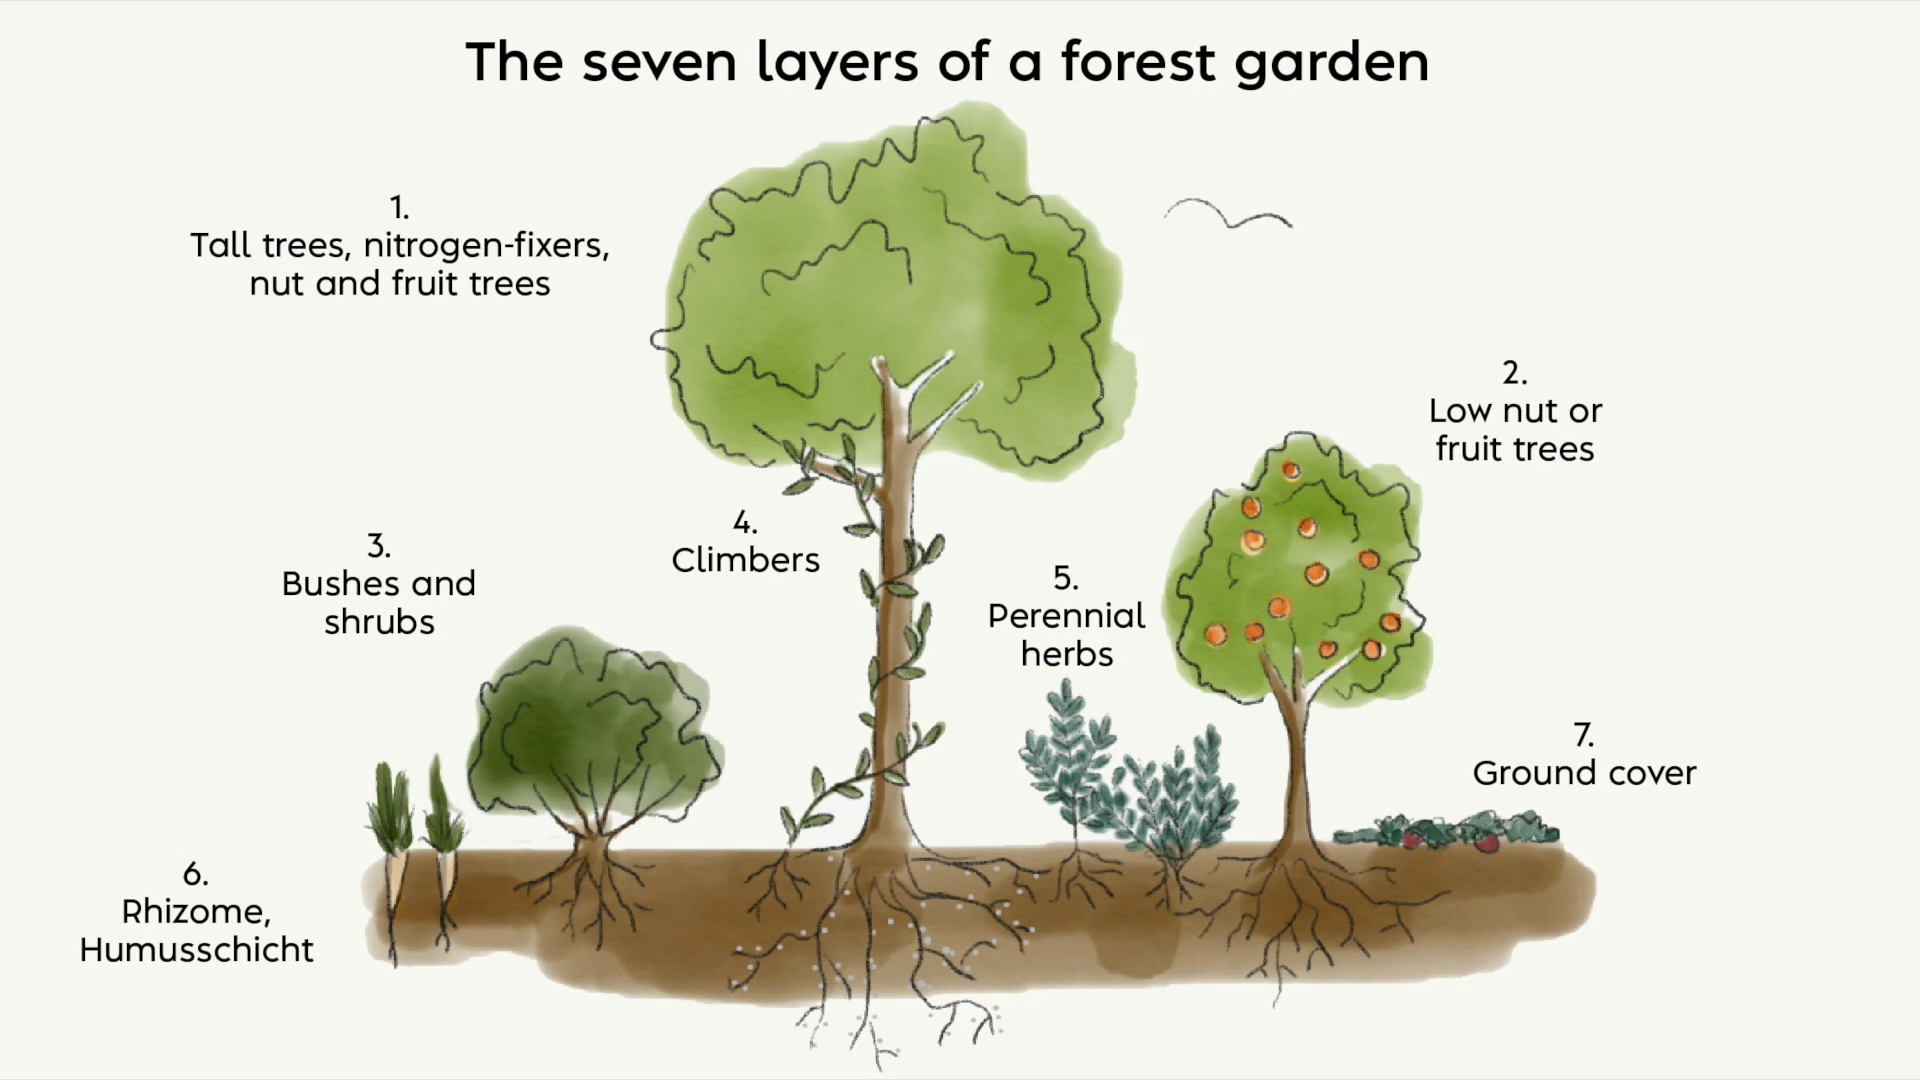 The seven layers of a forest garden
1.
Tall trees, nitrogen-fixers,
nut and fruit trees
2.
Low nut or
fruit trees
3.
Bushes and
shrubs
4.
Climbers
5.
Perennial
herbs
6.
Rhizome,
Humusschicht
7.
Ground cover